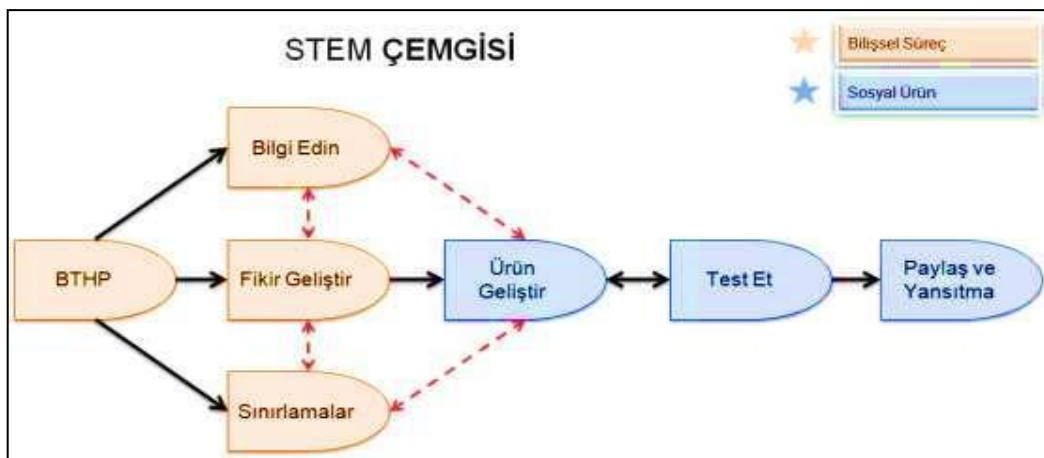 STEM ÇEMGİSİ
Bilişsel Süreç
Sosyal Ürün
Bilgi Edin
BTHP
Fikir Geliştir
Ürün
Geliştir
Test Et
Paylaş ve
Yansıtma
Sınırlamalar